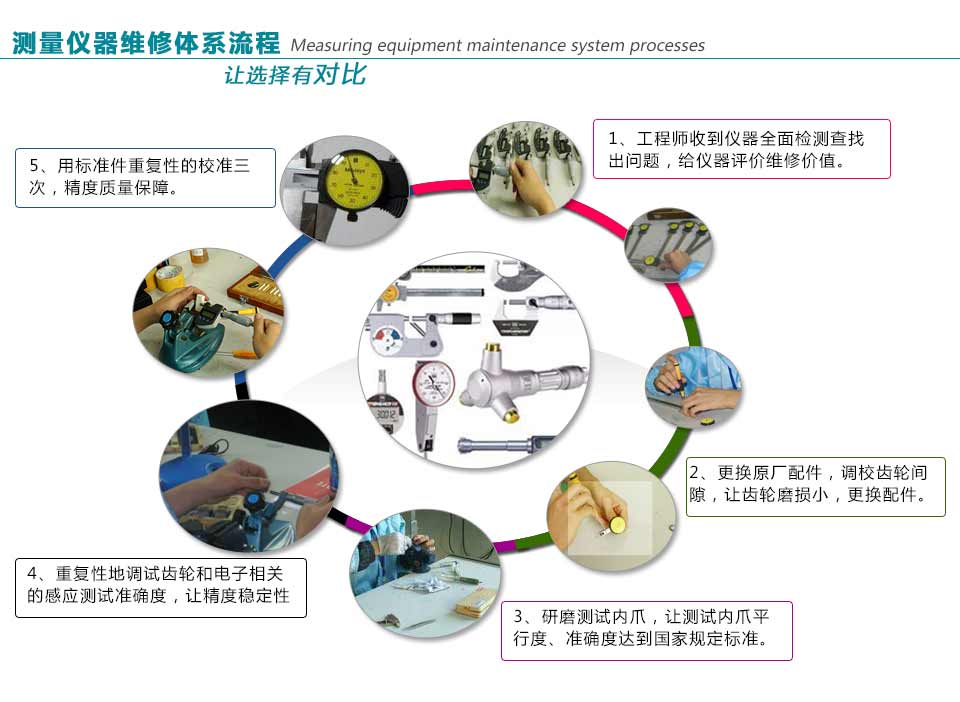 测量仪器维修体系流程 Measuring equipment maintenance system processes
让选择有对比
1、工程师收到仪器全面检测查找
出问题，给仪器评价维修价值。
2、更换原厂配件，调校齿轮间
隙，让齿轮磨损小，更换配件。
3、研磨测试内爪，让测试内爪平
行度、准确度达到国家规定标准。
4、重复性地调试齿轮和电子相关
的感应测试准确度，让精度稳定性
5、用标准件重复性的校准三
次，精度质量保障。